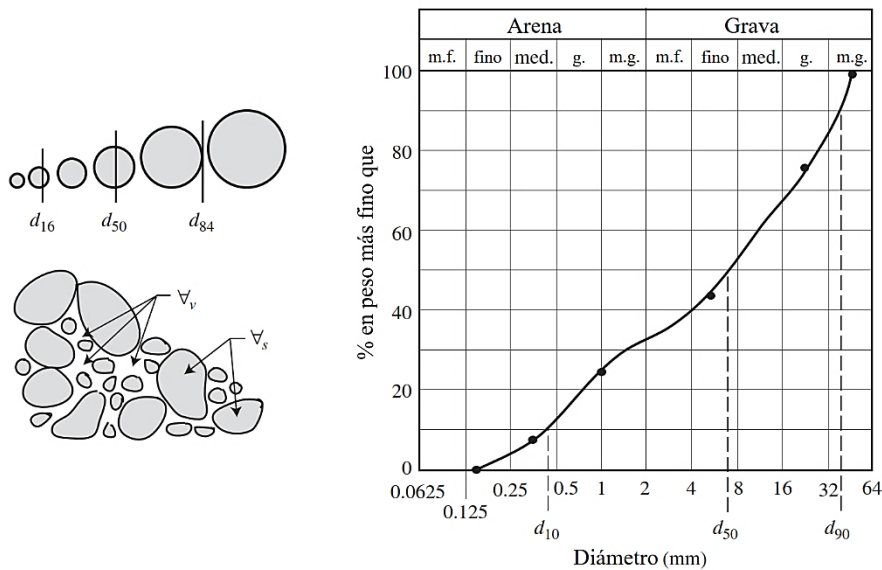 d16 d50 d84
∀v
∀s
Arena Grava
m.f. fino med. g. m.g. m.f. fino med. g. m.g.
% en peso más fino que
100
80
60
40
20
0
0.0625 0.125 0.25 0.5 1 2 4 8 16 32 64
d10 d50 d90
Diámetro (mm)